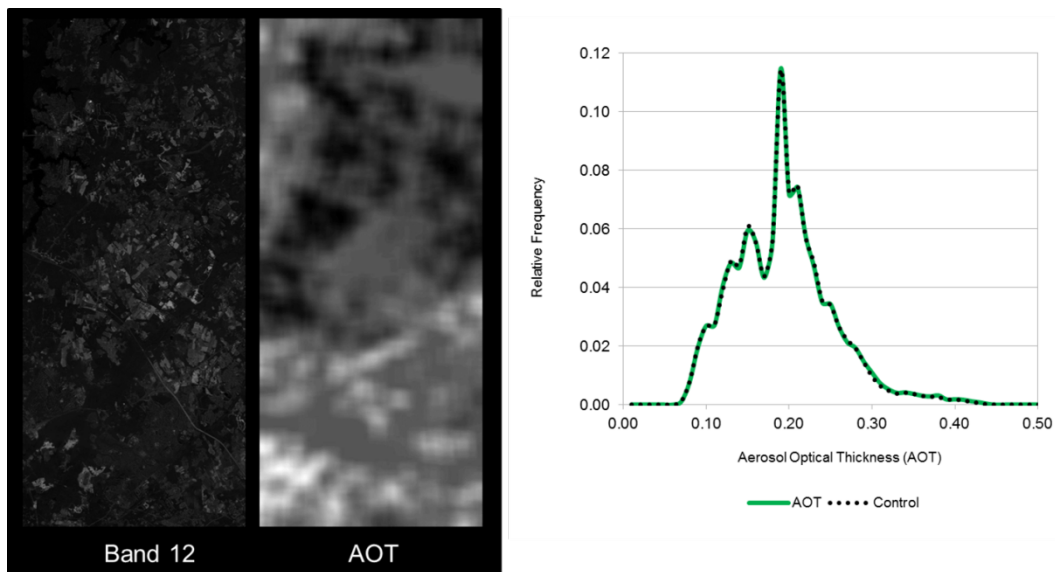 Band 12
AOT
0.12
0.10
0.08
0.06
0.04
0.02
0.00
Relative Frequency
0.00 0.10 0.20 0.30 0.40 0.50
Aerosol Optical Thickness (AOT)
AOT Control